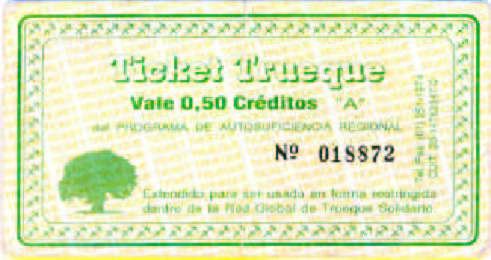 Ticket Trueque
Vale 0,50 Créditos "A"
del PROGRAMA DE AUTOSUFICIENCIA REGIONAL
Nº 018872
Extendido para ser usado en forma restringida
dentro de la Red Global de Trueque Solidario